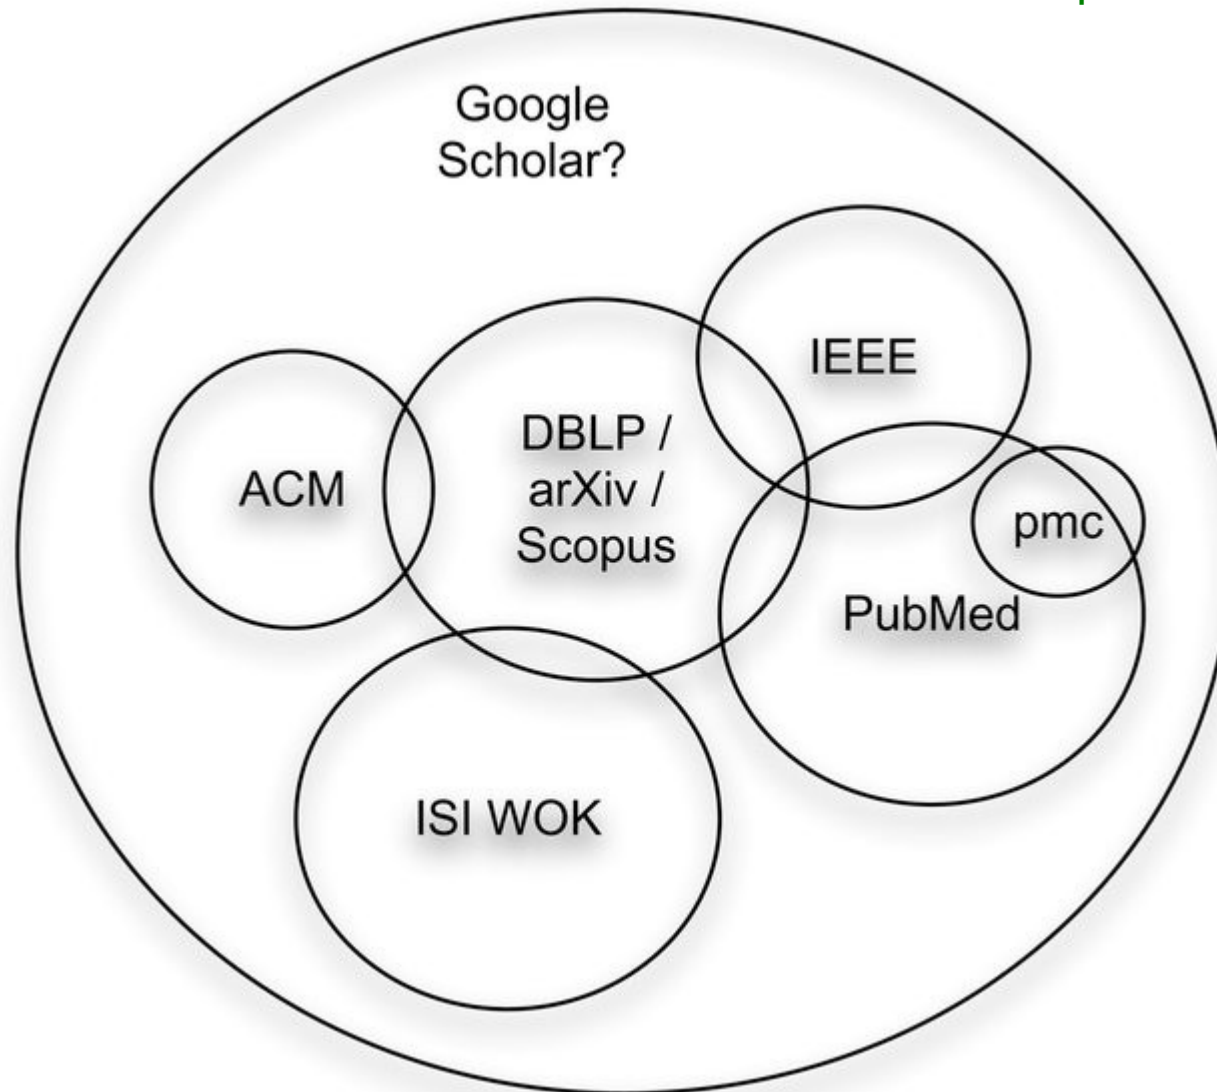 Google
Scholar?
IEEE
DBLP /
arXiv /
Scopus
ACM
pmc
PubMed
ISI WOK